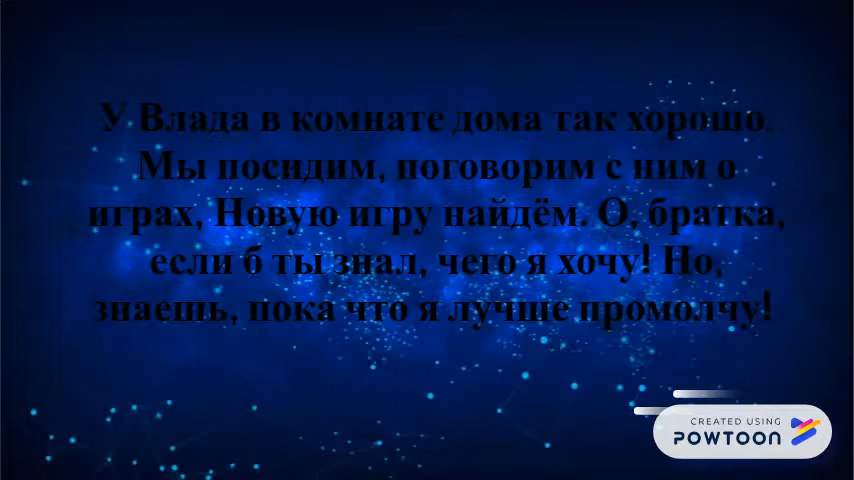 У Влада в комнате дома так хорошо.
Мы посидим, поговорим с ним о
играх, Новую игру найдём. О, братка,
если б ты знал, чего я хочу! Но,
знаешь, пока что я лучше промолчу!
CREATED USING
POWTOON